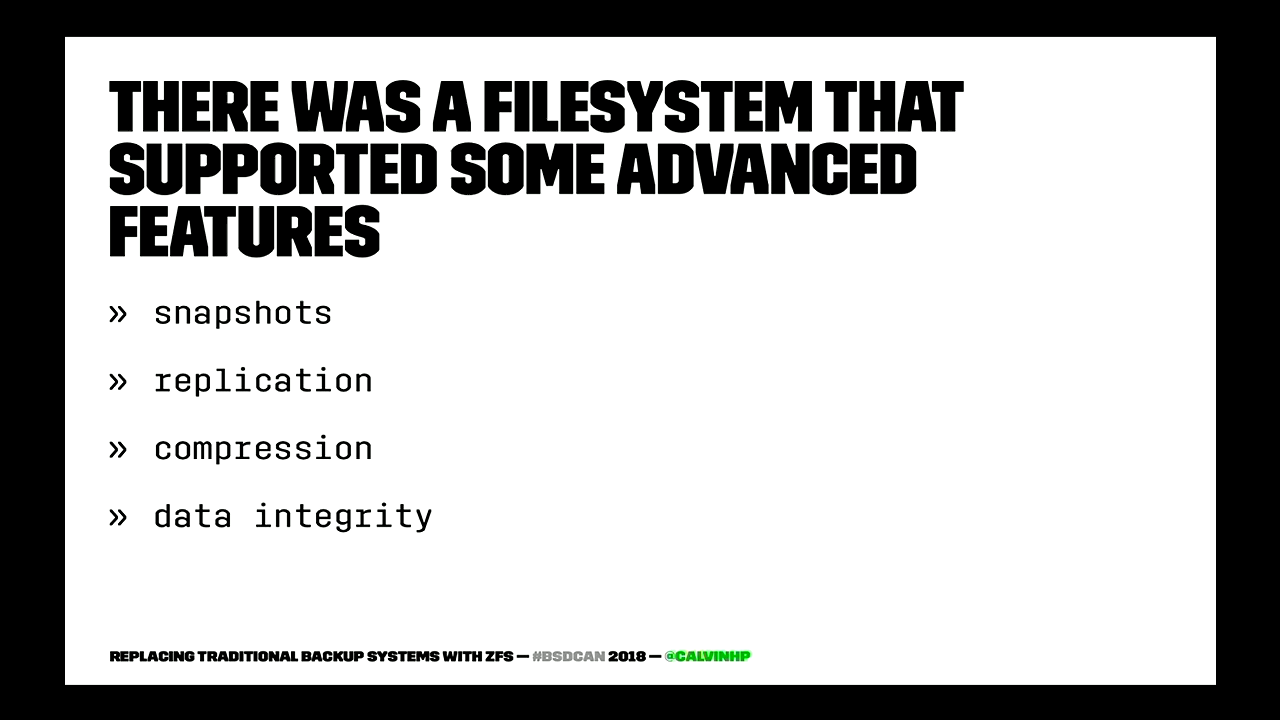 THERE WAS A FILESYSTEM THAT
SUPPORTED SOME ADVANCED
FEATURES
» snapshots
» replication
» compression
» data integrity
REPLACING TRADITIONAL BACKUP SYSTEMS WITH ZFS — #BSDCAN 2018 — @CALVINHP